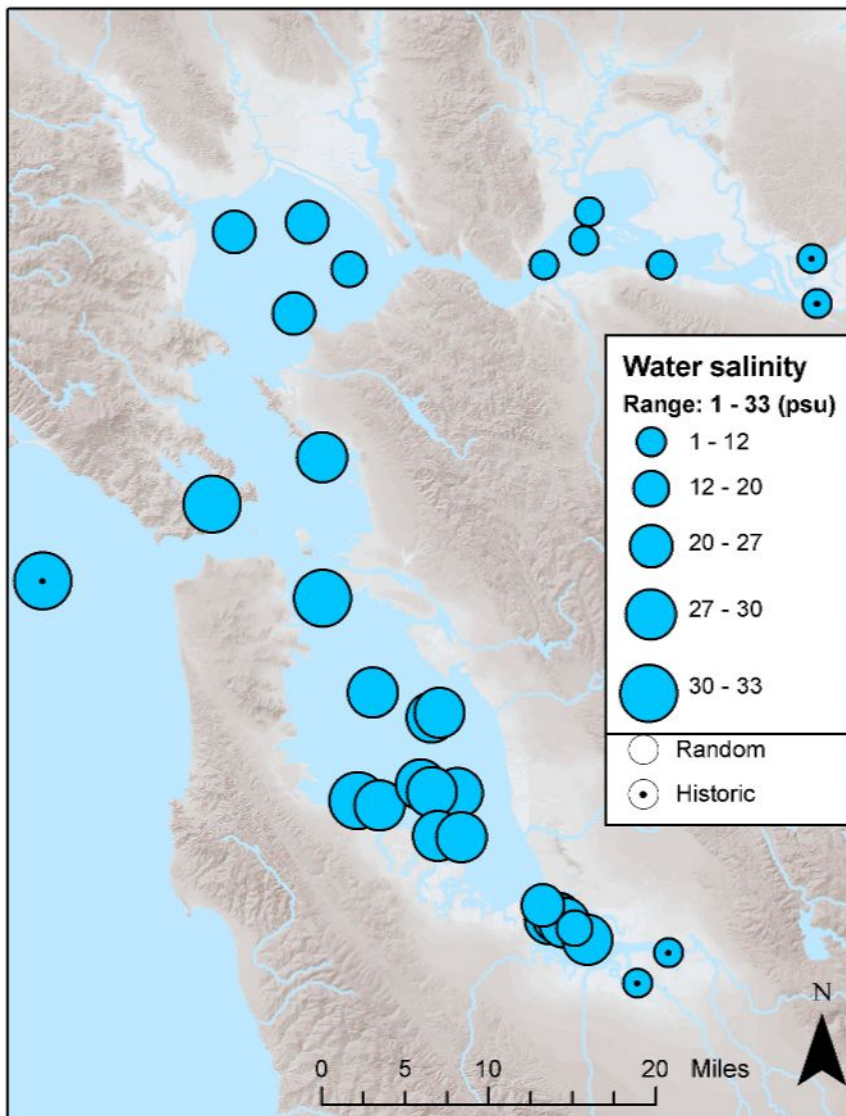 Water salinity
Range: 1 - 33 (psu)
1 - 12
12 - 20
20 - 27
27 - 30
30 - 33
Random
Historic
N
0 5 10 20 Miles